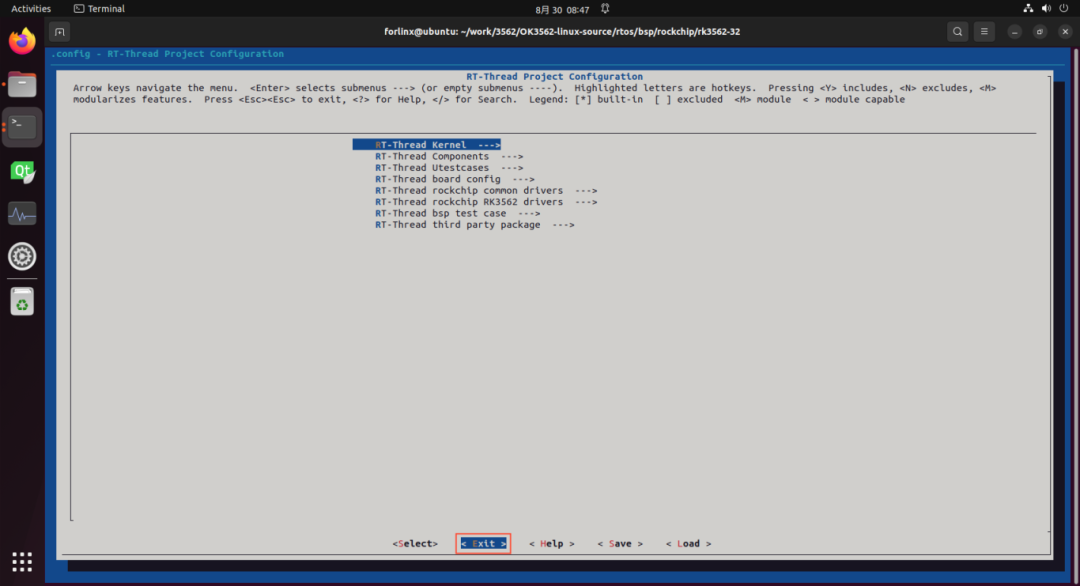 Activities
Terminal
8月 30 08:47
forlinx@ubuntu: ~/work/3562/OK3562-linux-source/rtos/bsp/rockchip/rk3562-32
.config - RT-Thread Project Configuration
RT-Thread Project Configuration
Arrow keys navigate the menu.  <Enter> selects submenus ---> (or empty submenus ----).  Highlighted letters are hotkeys.  Pressing <Y> includes, <N> excludes, <M>
modularizes features.  Press <Esc><Esc> to exit, <?> for Help, </> for Search.  Legend: [*] built-in  [ ] excluded  <M> module  < > module capable
RT-Thread Kernel  --->
RT-Thread Components  --->
RT-Thread Utestcases  --->
RT-Thread board config  --->
RT-Thread rockchip common drivers  --->
RT-Thread rockchip RK3562 drivers  --->
RT-Thread bsp test case  --->
RT-Thread third party package  --->
<Select>    < Exit >    < Help >    < Save >    < Load >
Qt